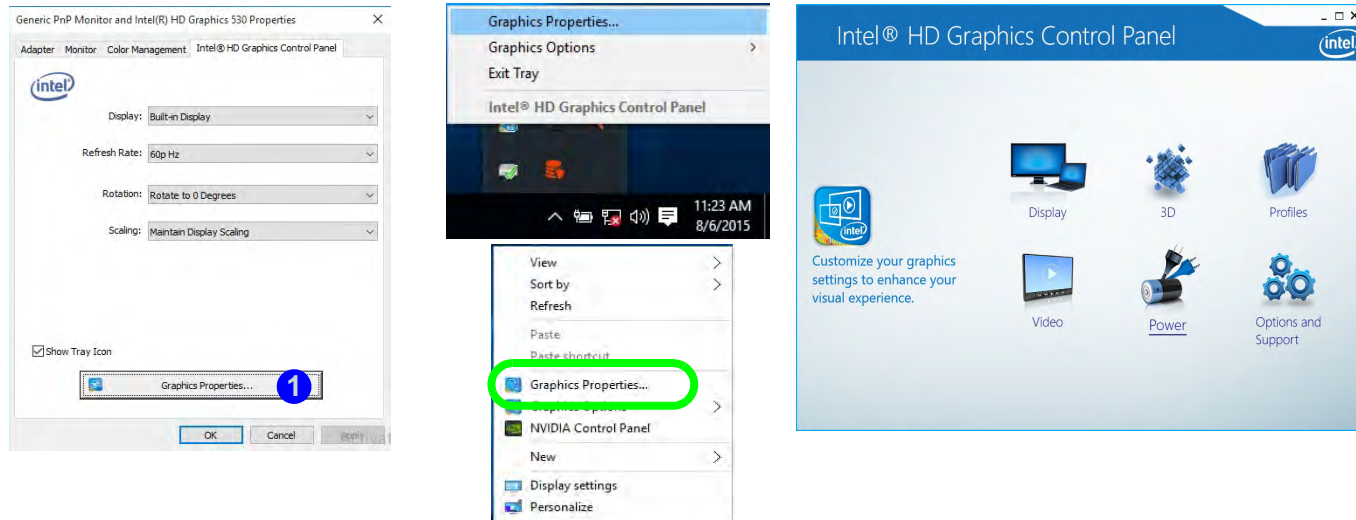 Generic PnP Monitor and Intel(R) HD Graphics 530 Properties
Adapter Monitor Color Management Intel® HD Graphics Control Panel
intel
Display: Built-in Display
Refresh Rate: 60p Hz
Rotation: Rotate to 0 Degrees
Scaling: Maintain Display Scaling
Show Tray Icon
Graphics Properties... 1
OK Cancel Apply
Graphics Properties...
Graphics Options
Exit Tray
Intel® HD Graphics Control Panel
11:23 AM
8/6/2015
View
Sort by
Refresh
Paste
Paste shortcut
Graphics Properties...
Graphics Options
NVIDIA Control Panel
New
Display settings
Personalize
Intel® HD Graphics Control Panel
intel
Display
3D
Profiles
intel
Customize your graphics
settings to enhance your
visual experience.
Video
Power
Options and
Support